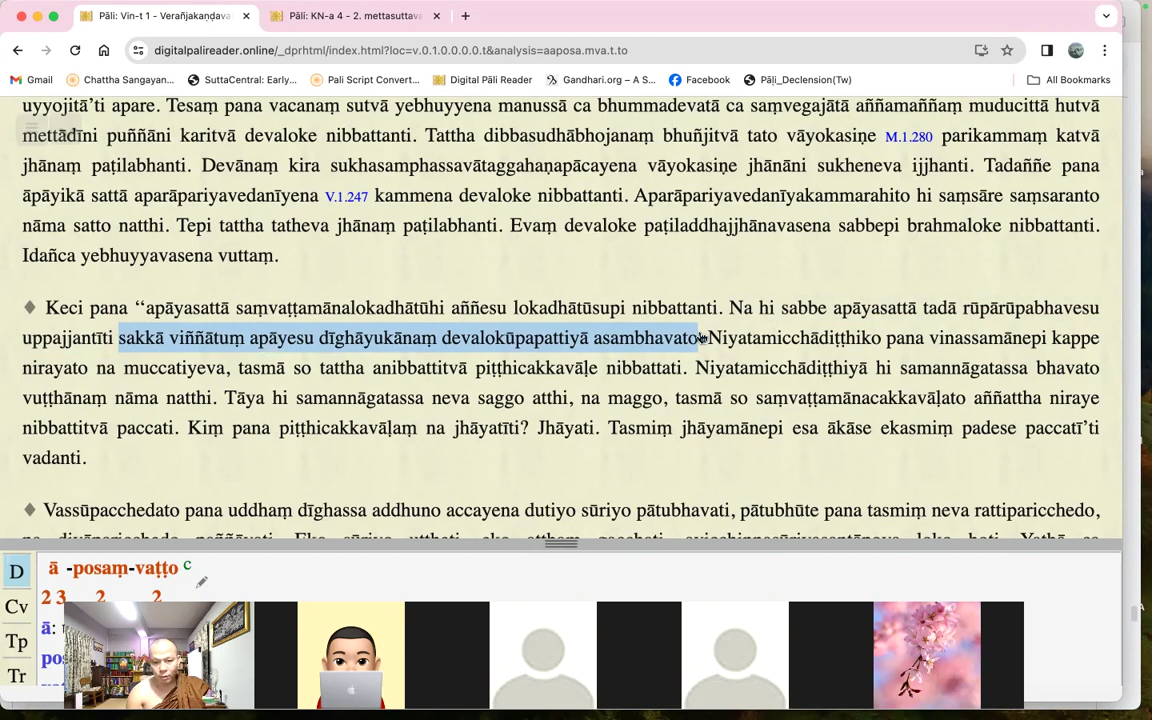 Pāli: Vin-t 1 - Verañjakaṇḍava
Pāli: KN-a 4 - 2. mettasuttava
digitalpalireader.online/_dprhtml/index.html?loc=v.0.1.0.0.0.0.t&analysis=aaposa.mva.t.to
Gmail Chattha Sangayan... SuttaCentral: Early... Pali Script Convert... Digital Pāli Reader Gandhari.org – A S... Facebook Pāḷi_Declension(Tw) All Bookmarks
uyyojitā’ti apare. Tesaṃ pana vacanaṃ sutvā yebhuyyena manussā ca bhummadevatā ca saṃvegajātā aññamaññaṃ muducittā hutvā
mettādīni puññāni karitvā devaloke nibbattanti. Tattha dibbasudhābhojanaṃ bhuñjitvā tato vāyokasiṇe M.1.280 parikammaṃ katvā
jhānaṃ paṭilabhanti. Devānaṃ kira sukhasamphassavātaggahaṇapācayena vāyokasiṇe jhānāni sukheneva ijjhanti. Tadaññe pana
āpāyikā sattā aparāpariyavedanīyena V.1.247 kammena devaloke nibbattanti. Aparāpariyavedanīyakammarahito hi saṃsāre saṃsaranto
nāma satto natthi. Tepi tattha tatheva jhānaṃ paṭilabhanti. Evaṃ devaloke paṭiladdhajjhānavasena sabbepi brahmaloke nibbattanti.
Idañca yebhuyyavasena vuttaṃ.
♦ Keci pana ‘‘apāyasattā saṃvaṭṭamānalokadhātūhi aññesu lokadhātūsupi nibbattanti. Na hi sabbe apāyasattā tadā rūpārūpabhavesu
uppajjantīti sakkā viññātuṃ apāyesu dīghāyukānaṃ devalokūpapattiyā asambhavato. Niyatamicchādiṭṭhiko pana vinassamānepi kappe
nirayato na muccatiyeva, tasmā so tattha anibbattitvā piṭṭhicakkavāḷe nibbattati. Niyatamicchādiṭṭhiyā hi samannāgatassa bhavato
vuṭṭhānaṃ nāma natthi. Tāya hi samannāgatassa neva saggo atthi, na maggo, tasmā so saṃvaṭṭamānacakkavāḷato aññattha niraye
nibbattitvā paccati. Kiṃ pana piṭṭhicakkavāḷaṃ na jhāyatīti? Jhāyati. Tasmiṃ jhāyamānepi esa ākāse ekasmiṃ padese paccatī’ti
vadanti.
♦ Vassūpacchedato pana uddhaṃ dīghassa addhuno accayena dutiyo sūriyo pātubhavati, pātubhūte pana tasmiṃ neva rattiparicchedo,
D
ā -posaṃ-vaṭṭo c
2 3 2 2
Cv
ā:
Tp
Tr